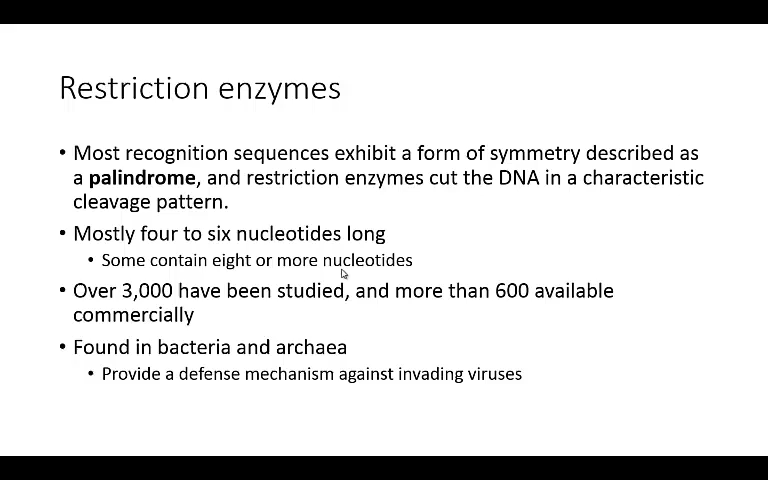 Restriction enzymes
• Most recognition sequences exhibit a form of symmetry described as
a palindrome, and restriction enzymes cut the DNA in a characteristic
cleavage pattern.
• Mostly four to six nucleotides long
• Some contain eight or more nucleotides
• Over 3,000 have been studied, and more than 600 available
commercially
• Found in bacteria and archaea
• Provide a defense mechanism against invading viruses